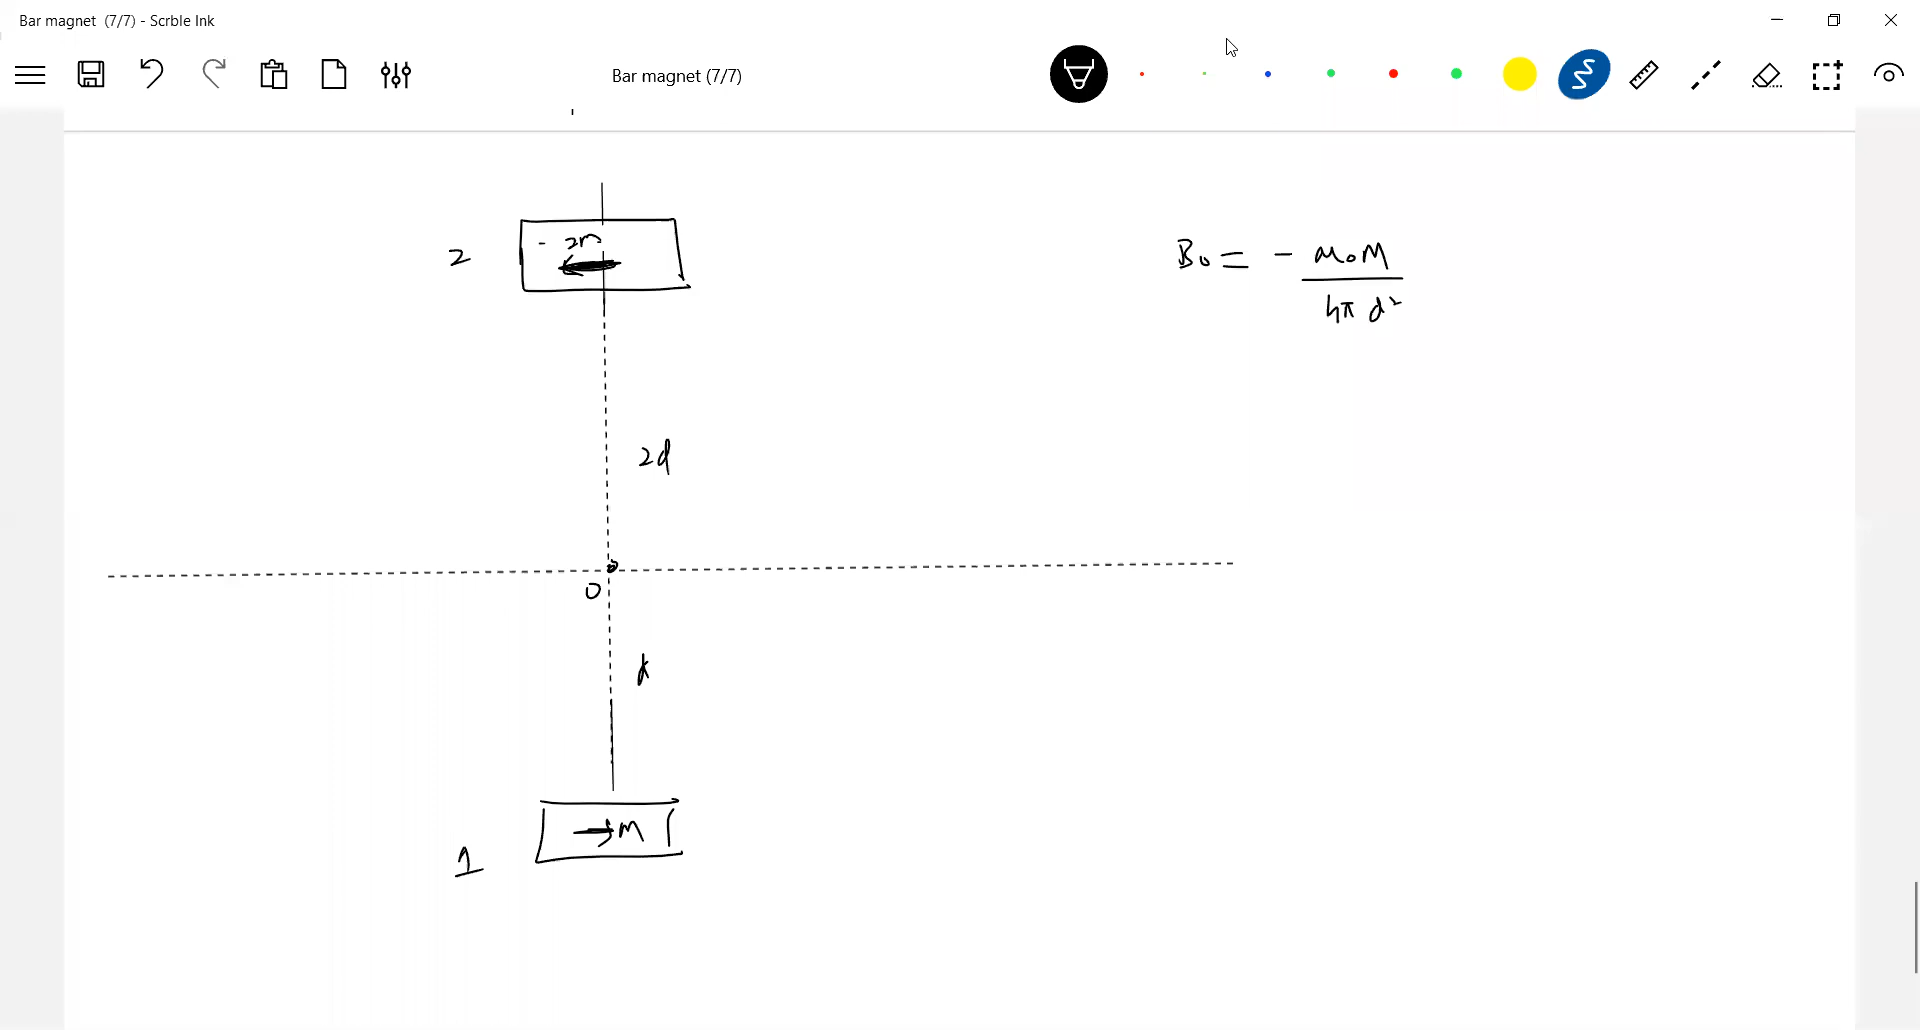 Bar magnet (7/7) - Scrble Ink
Bar magnet (7/7)
2
- 2m
B₀ = - μ₀M
4π d²
2d
O
d
→ M
1